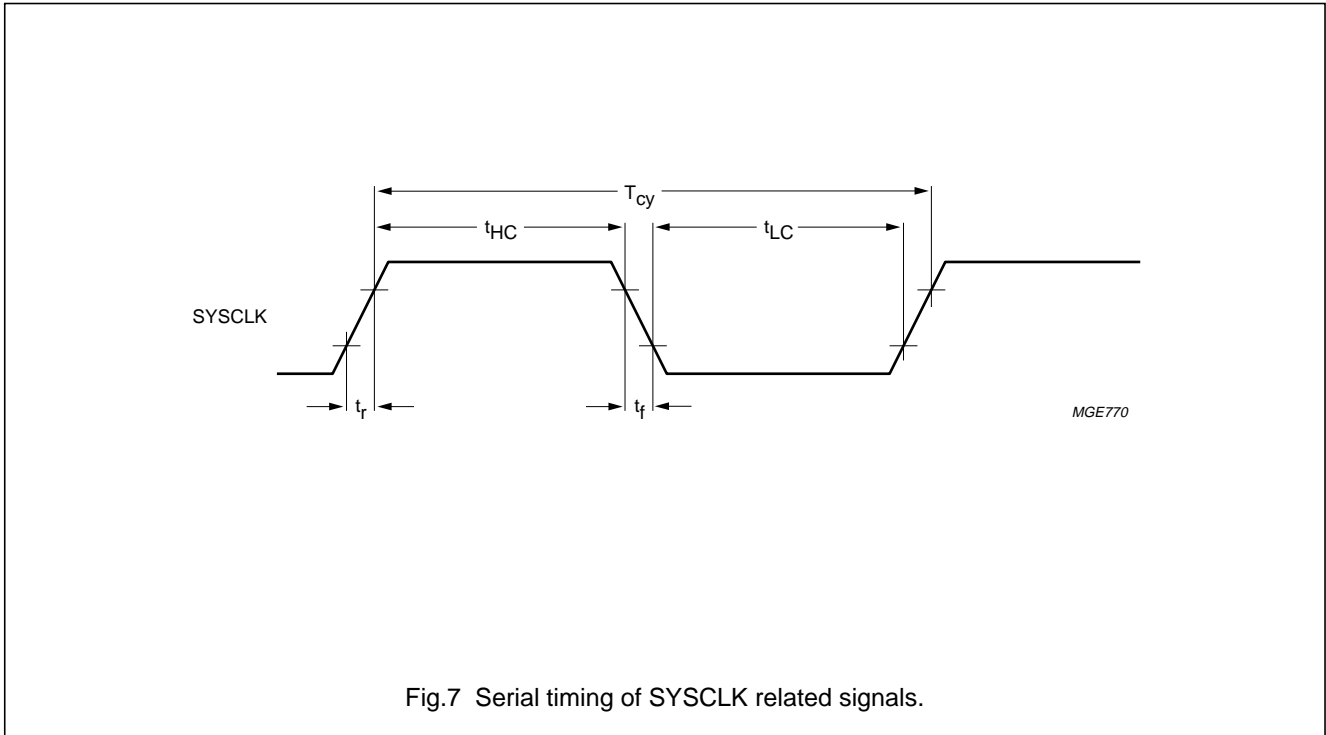 Tcy
tHC
tLC
SYSCLK
tr
tf
MGE770
Fig.7 Serial timing of SYSCLK related signals.